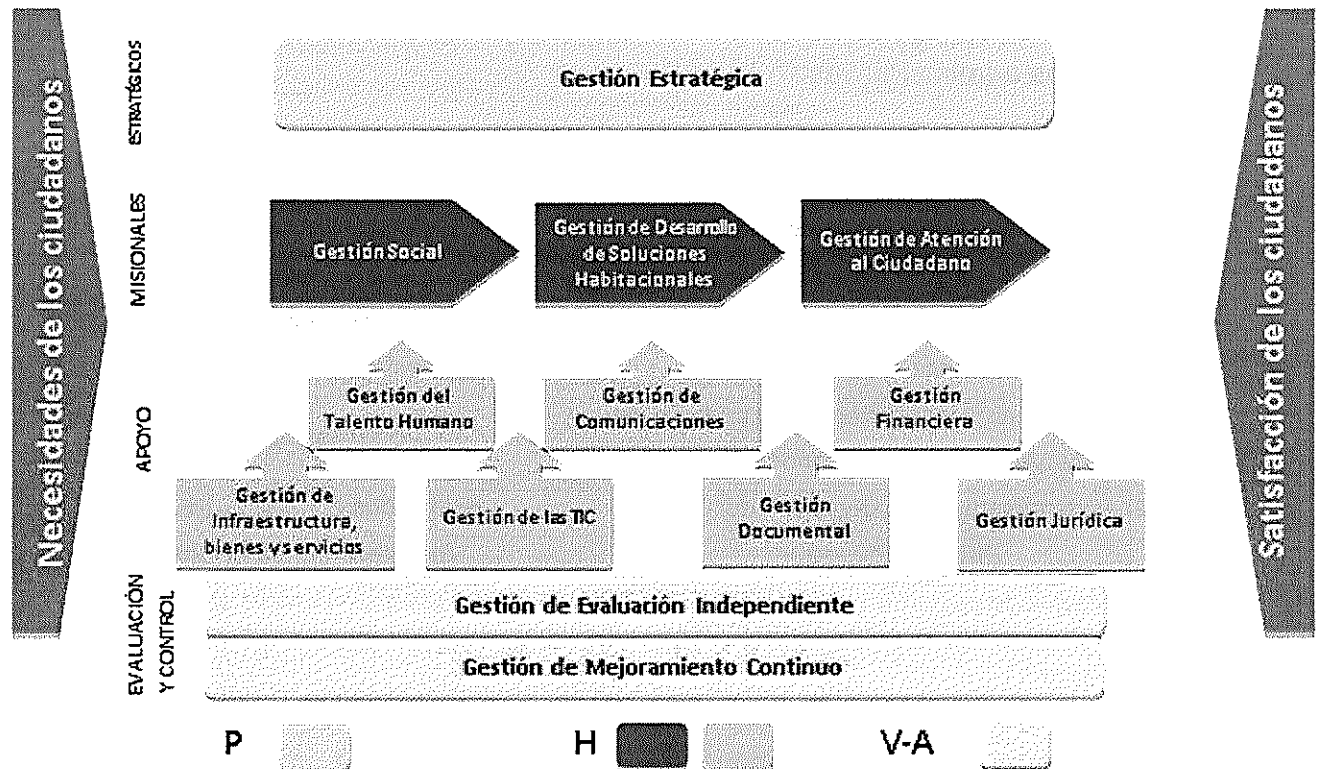 Necesidades de los ciudadanos
ESTRATÉGICOS
Gestión Estratégica
MISIONALES
Gestión Social
Gestión de Desarrollo
de Soluciones
Habitacionales
Gestión de Atención
al Ciudadano
APOYO
Gestión del
Talento Humano
Gestión de
Comunicaciones
Gestión
Financiera
Gestión de
Infraestructura,
bienes y servicios
Gestión de las TIC
Gestión
Documental
Gestión Jurídica
EVALUACIÓN
Y CONTROL
Gestión de Evaluación Independiente
Gestión de Mejoramiento Continuo
Satisfacción de los ciudadanos
P
H
V-A